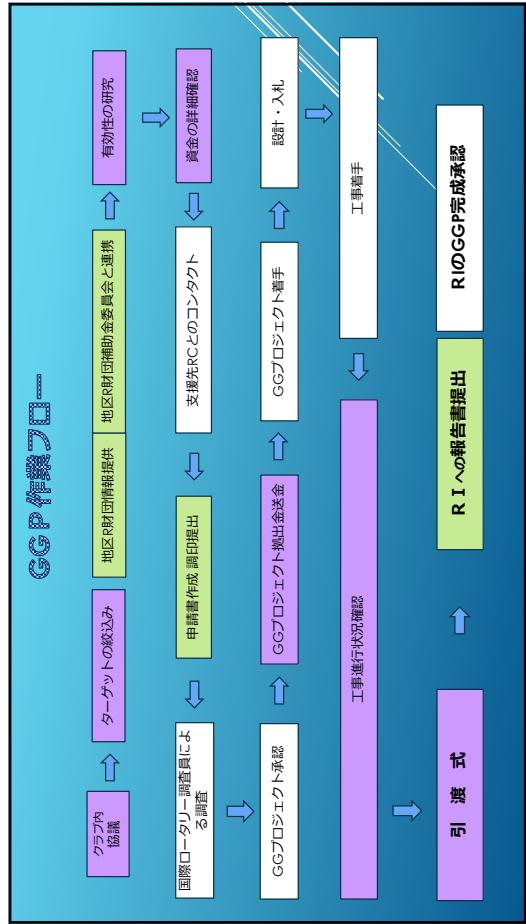 GGP作業フロー
クラブ内
協議
ターゲットの絞込み
地区R財団情報提供
地区R財団補助金委員会と連携
有効性の研究
資金の詳細確認
支援先RCとのコンタクト
申請書作成 調印提出
国際ロータリー調査員によ
る調査
GGプロジェクト承認
GGプロジェクト拠出金送金
GGプロジェクト着手
設計・入札
工事着手
工事進行状況確認
引 渡 式
ＲＩへの報告書提出
RIのGGP完成承認